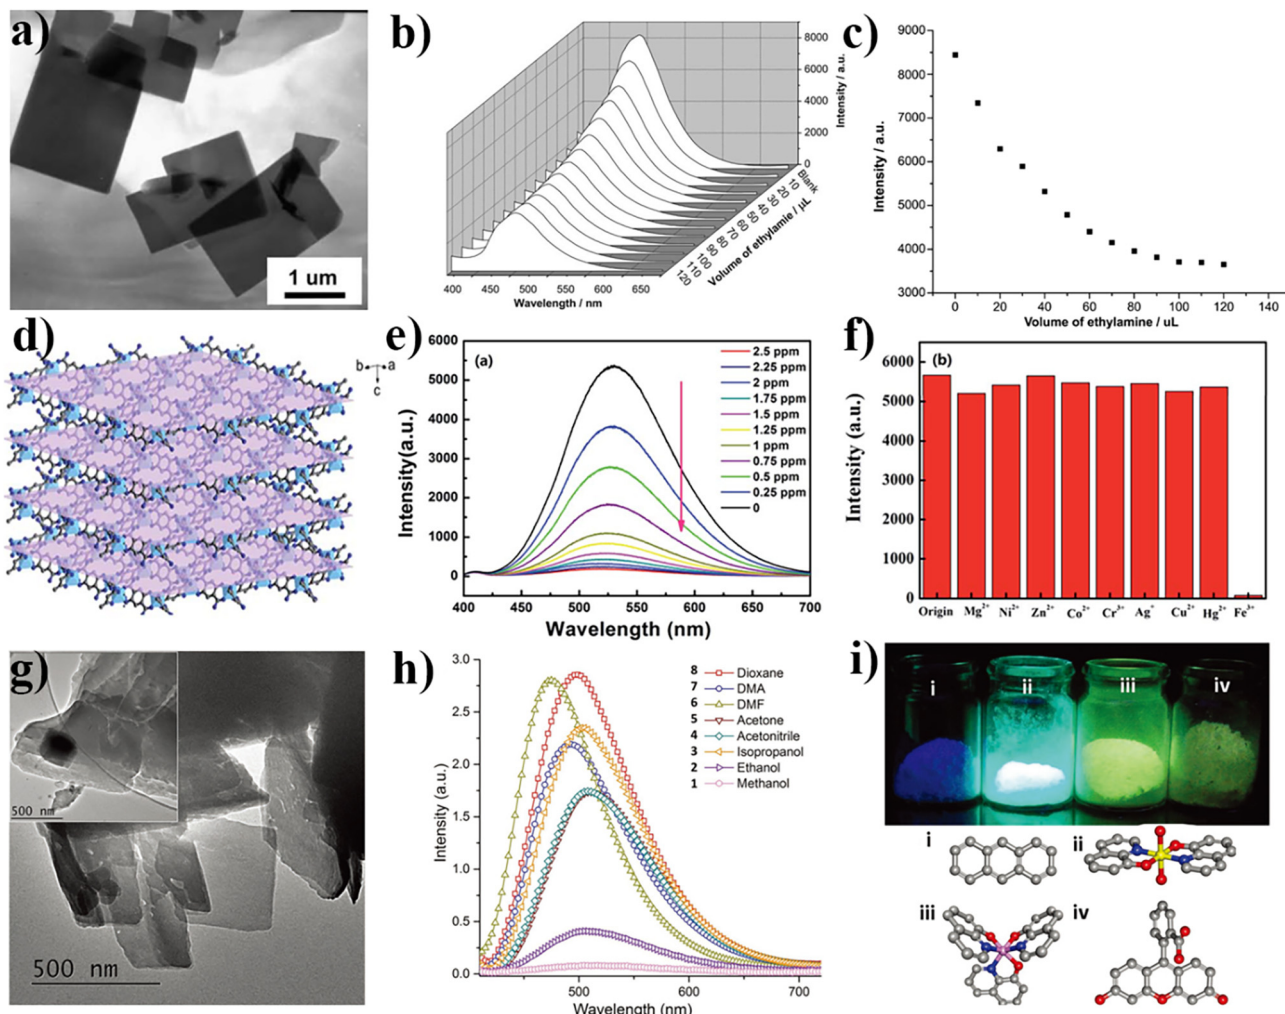 a)
1 um
b)
8000
6000
4000
2000
0
Intensity / a.u.
Blank
10
20
30
40
50
60
70
80
90
100
110
120
Volume of ethylamie / μL
400 450 500 550 600 650
Wavelength / nm
c)
9000
8000
7000
6000
5000
4000
3000
Intensity / a.u.
0 20 40 60 80 100 120 140
Volume of ethylamine / uL
d)
b a
c
e)
(a)
6000
5000
4000
3000
2000
1000
0
Intensity(a.u.)
2.5 ppm
2.25 ppm
2 ppm
1.75 ppm
1.5 ppm
1.25 ppm
1 ppm
0.75 ppm
0.5 ppm
0.25 ppm
0
400 450 500 550 600 650 700
Wavelength (nm)
f)
(b)
6000
5000
4000
3000
2000
1000
0
Intensity (a.u.)
Origin Mg²⁺ Ni²⁺ Zn²⁺ Co²⁺ Cr³⁺ Ag⁺ Cu²⁺ Hg²⁺ Fe³⁺
g)
500 nm
500 nm
h)
3.0
2.5
2.0
1.5
1.0
0.5
0.0
Intensity (a.u.)
8 Dioxane
7 DMA
6 DMF
5 Acetone
4 Acetonitrile
3 Isopropanol
2 Ethanol
1 Methanol
500 600 700
Wavelength (nm)
i)
i ii iii iv
i ii
iii iv